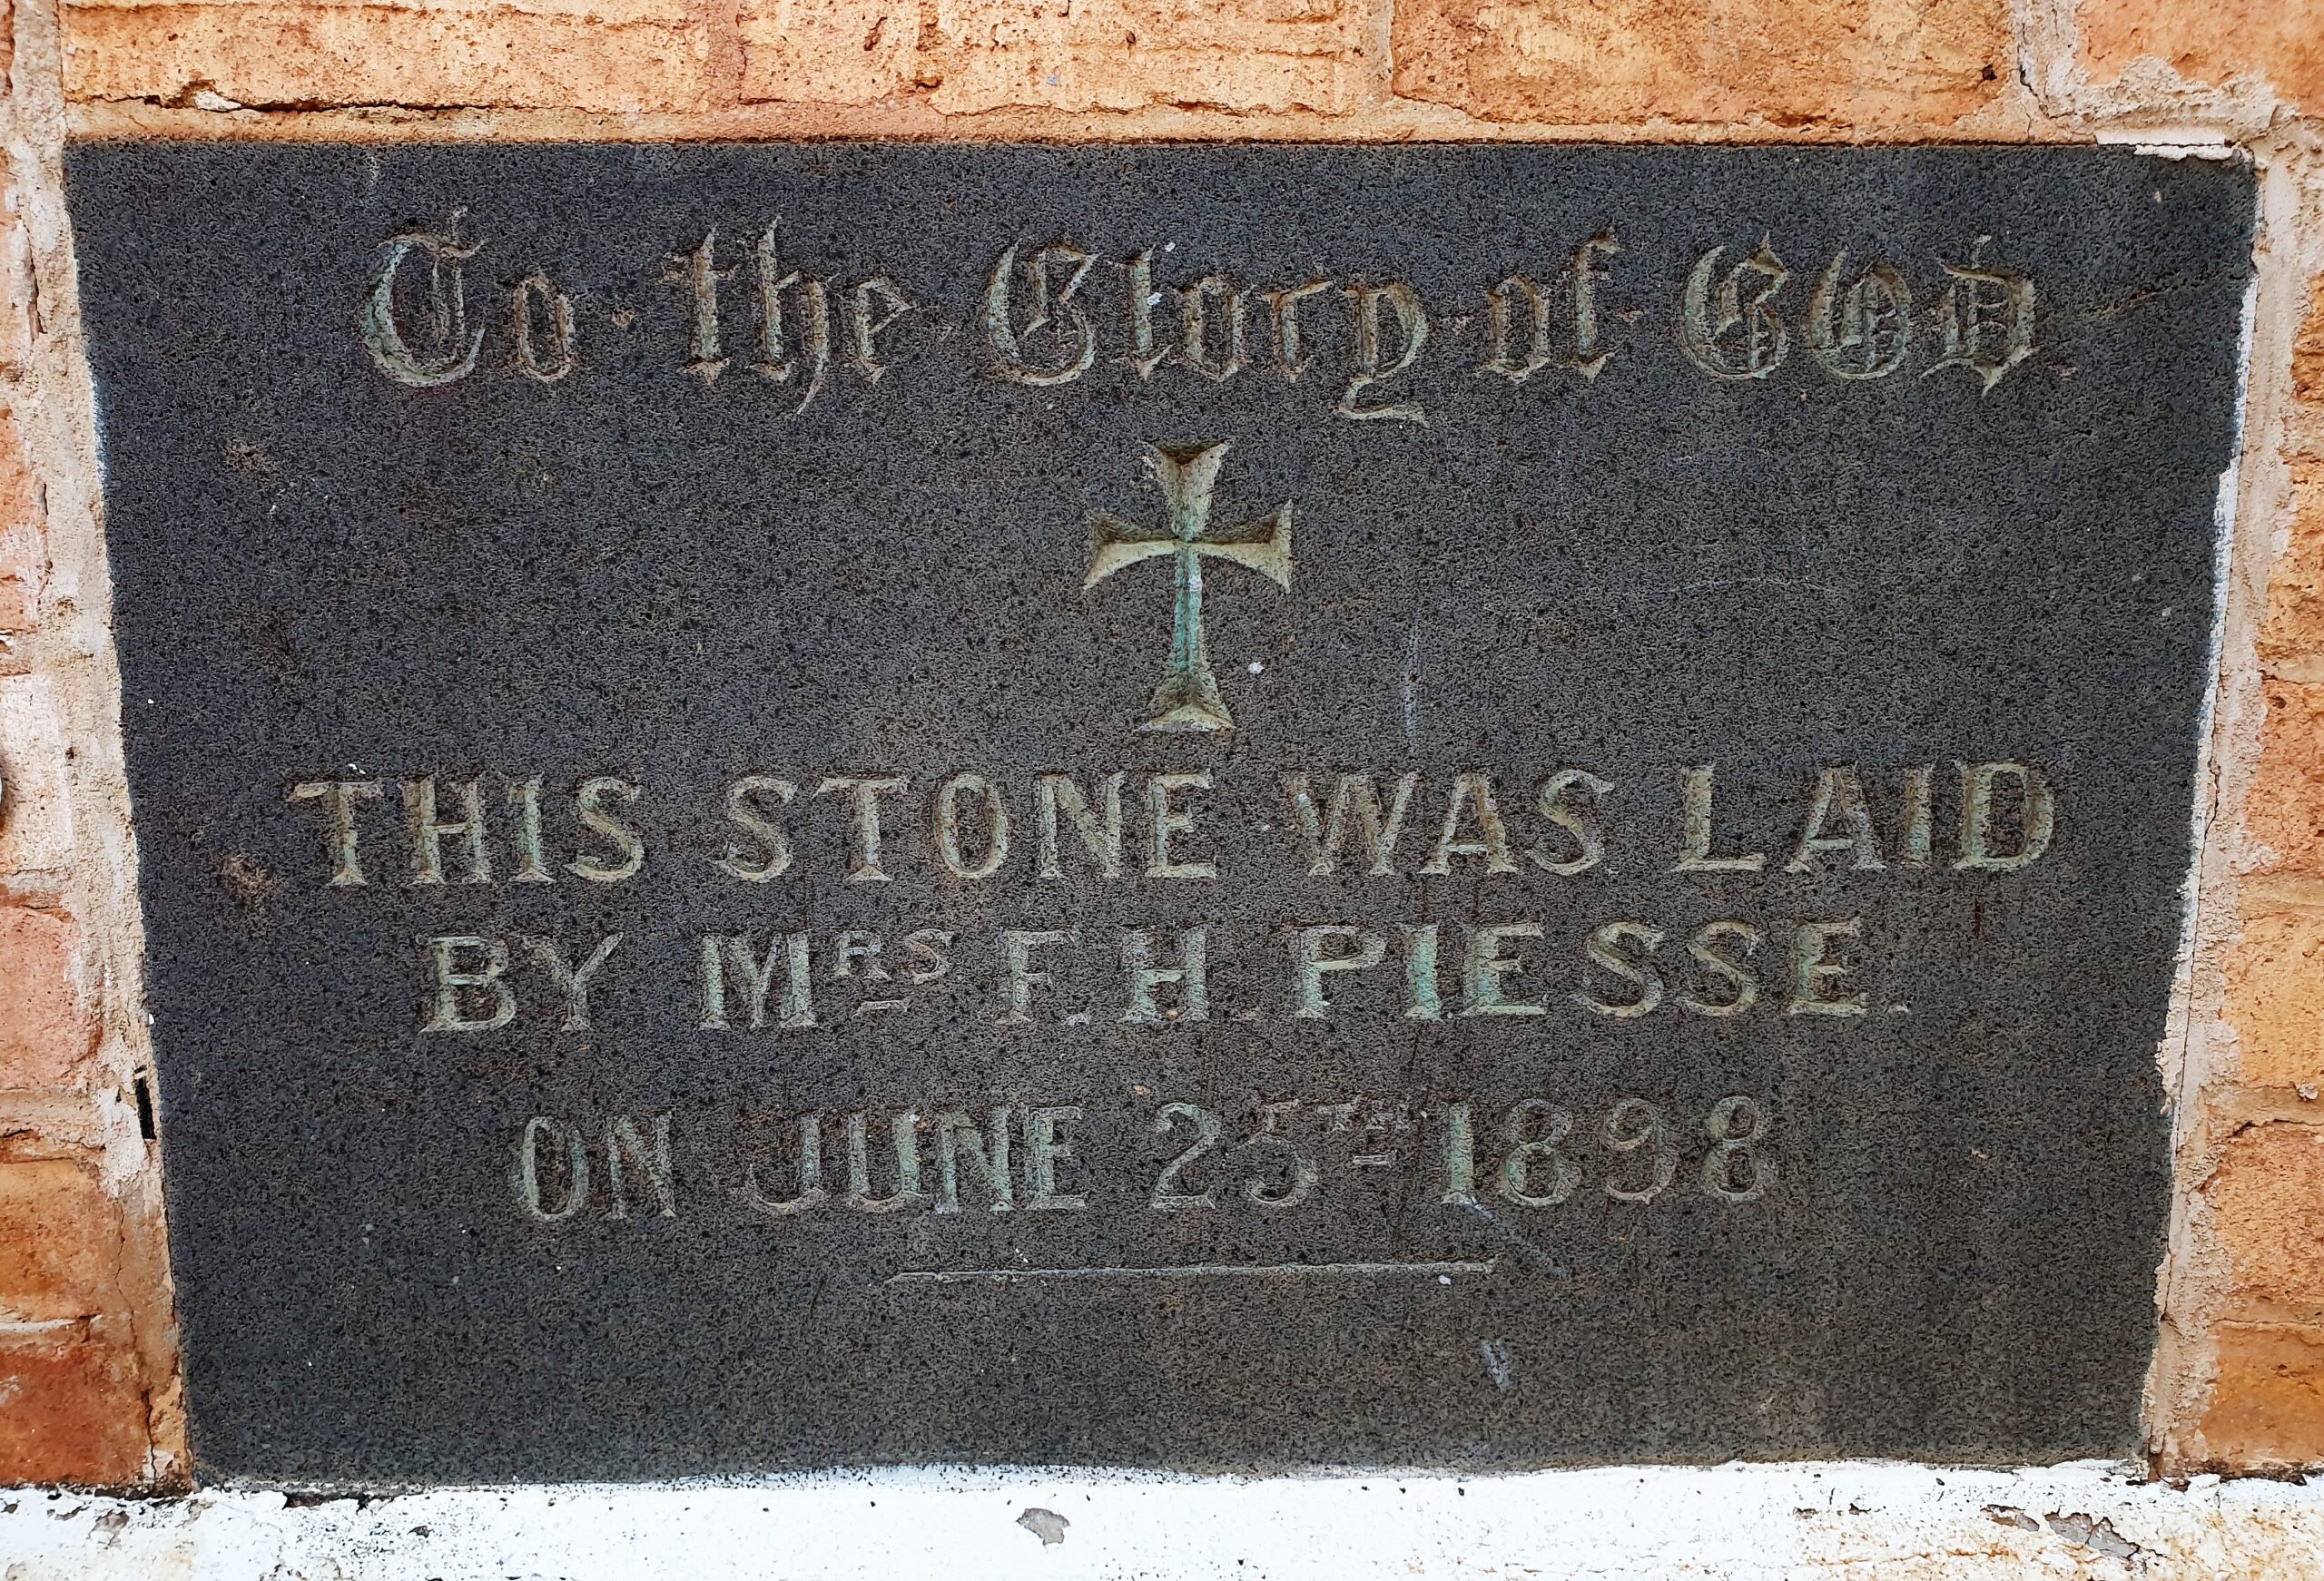 To the Glory of GOD.
THIS STONE WAS LAID
BY MRS F. H. PIESSE.
ON JUNE 25TH 1898